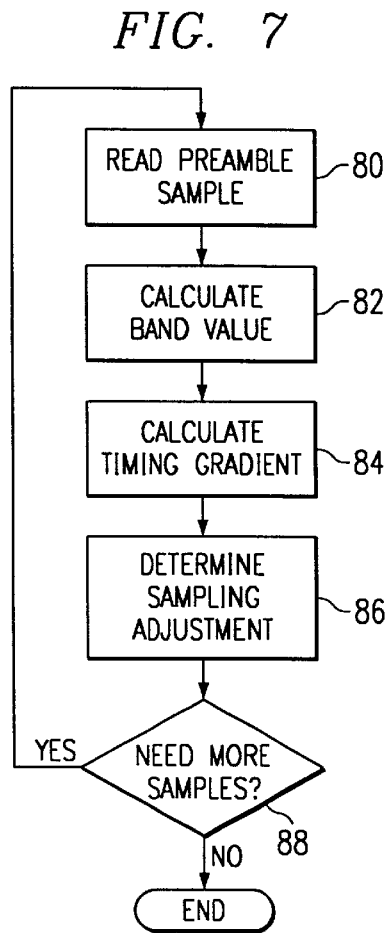 FIG. 7
READ PREAMBLE
SAMPLE
80
CALCULATE
BAND VALUE
82
CALCULATE
TIMING GRADIENT
84
DETERMINE
SAMPLING
ADJUSTMENT
86
YES
NEED MORE
SAMPLES?
88
NO
END